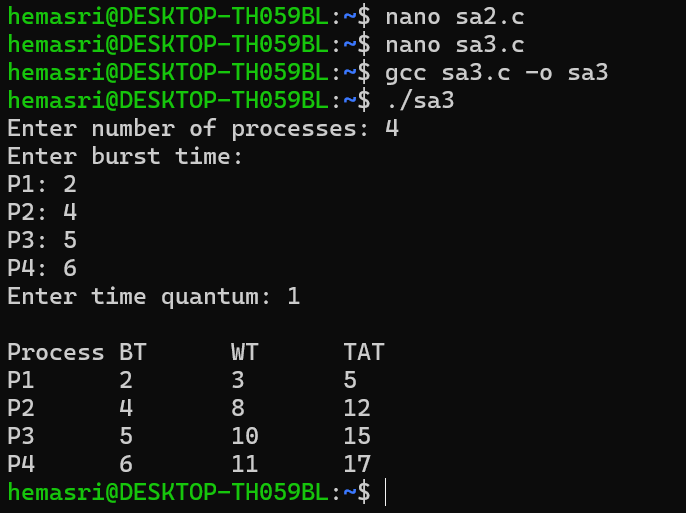 hemasri@DESKTOP-TH059BL:~$ nano sa2.c
hemasri@DESKTOP-TH059BL:~$ nano sa3.c
hemasri@DESKTOP-TH059BL:~$ gcc sa3.c -o sa3
hemasri@DESKTOP-TH059BL:~$ ./sa3
Enter number of processes: 4
Enter burst time:
P1: 2
P2: 4
P3: 5
P4: 6
Enter time quantum: 1
Process BT      WT      TAT
P1      2       3       5
P2      4       8       12
P3      5       10      15
P4      6       11      17
hemasri@DESKTOP-TH059BL:~$